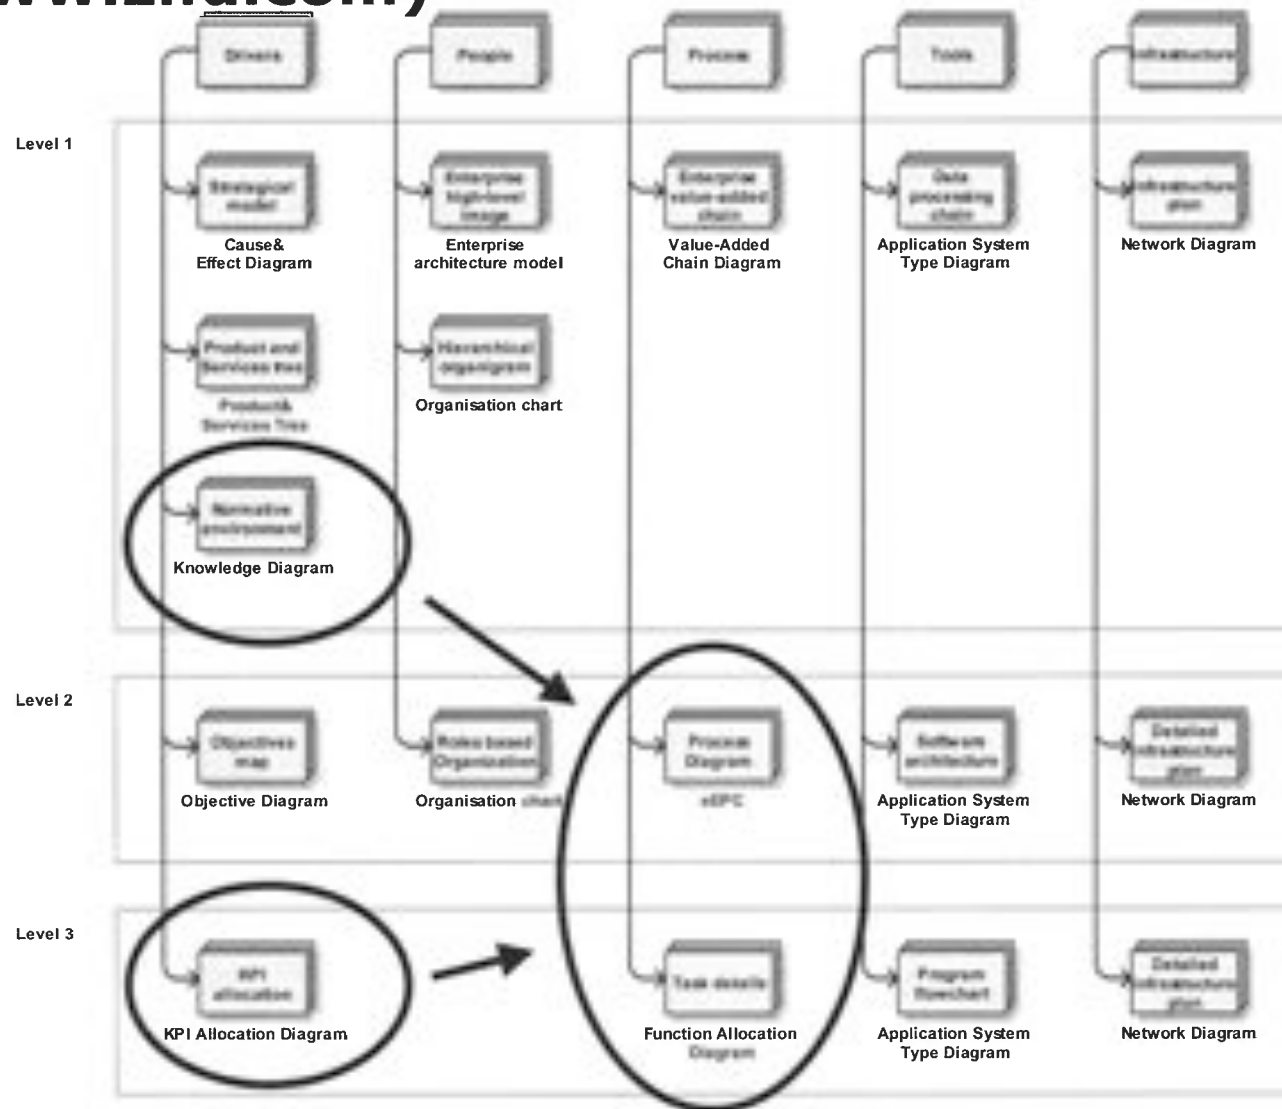 Drivers
People
Process
Tools
Infrastructure
Level 1
Strategical
model
Cause&
Effect Diagram
Enterprise
high-level
image
Enterprise
architecture model
Enterprise
value-added
chain
Value-Added
Chain Diagram
Data
processing
chain
Application System
Type Diagram
Infrastructure
plan
Network Diagram
Product and
Services tree
Product&
Services Tree
Hierarchical
organigram
Organisation chart
Normative
environment
Knowledge Diagram
Level 2
Objectives
map
Objective Diagram
Roles based
Organization
Organisation chart
Process
Diagram
eEPC
Software
architecture
Application System
Type Diagram
Detailed
infrastructure
plan
Network Diagram
Level 3
KPI
allocation
KPI Allocation Diagram
Task details
Function Allocation
Diagram
Program
flowchart
Application System
Type Diagram
Detailed
infrastructure
plan
Network Diagram